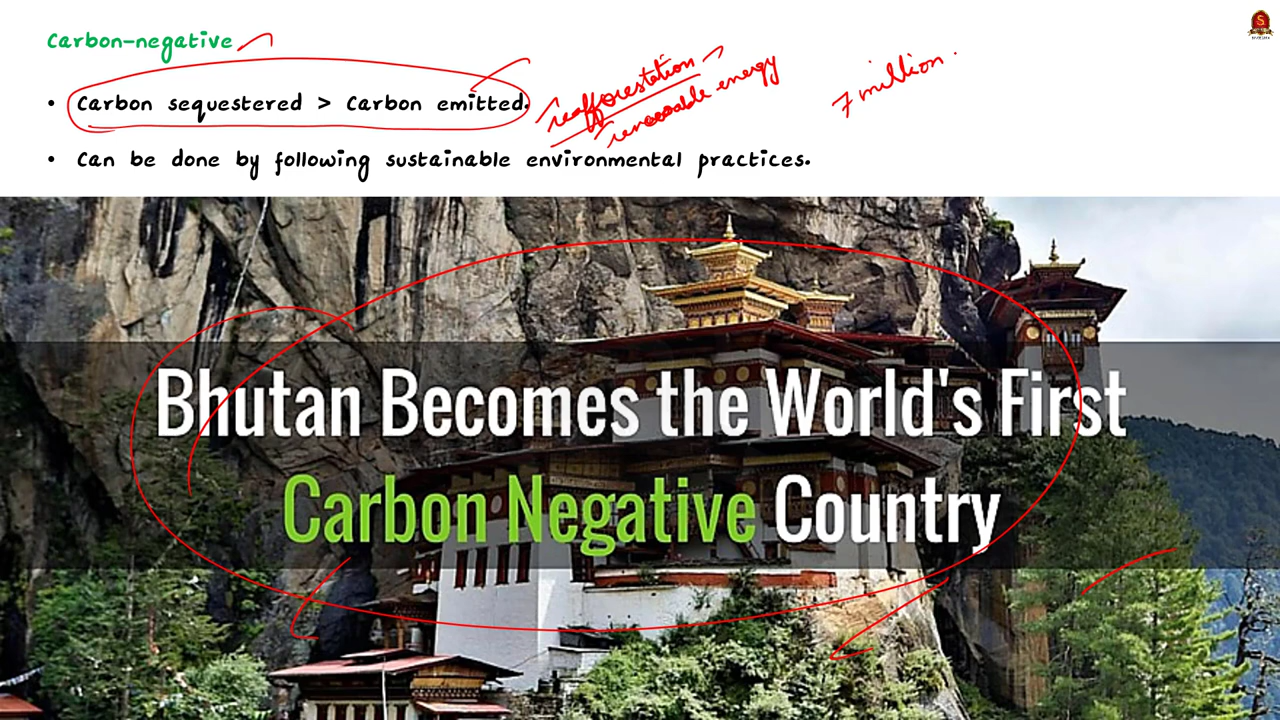 Carbon-negative
• Carbon sequestered > Carbon emitted.
reafforestation
renewable energy
7 million.
• Can be done by following sustainable environmental practices.
Bhutan Becomes the World's First
Carbon Negative Country